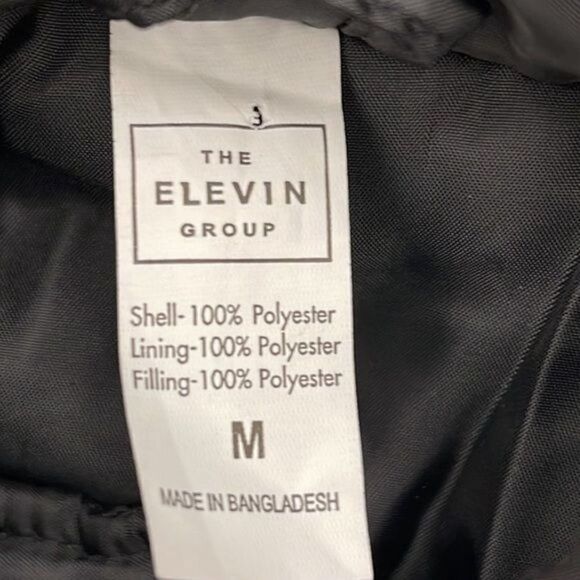 THE
ELEVIN
GROUP
Shell-100% Polyester
Lining-100% Polyester
Filling-100% Polyester
M
MADE IN BANGLADESH